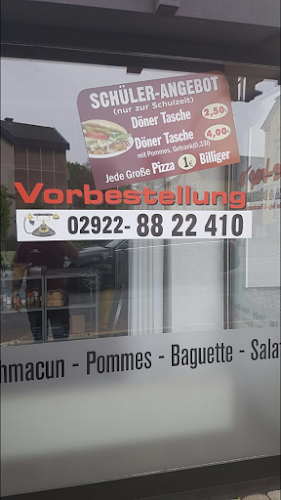 SCHÜLER-ANGEBOT
(nur zur Schulzeit)
Döner Tasche 2,50,-
Döner Tasche 4,00,-
mit Pommes, Getränk(0,33l)
Jede Große Pizza 1€ Billiger
Vorbestellung
02922-88 22 410
hmacun - Pommes - Baguette - Sala